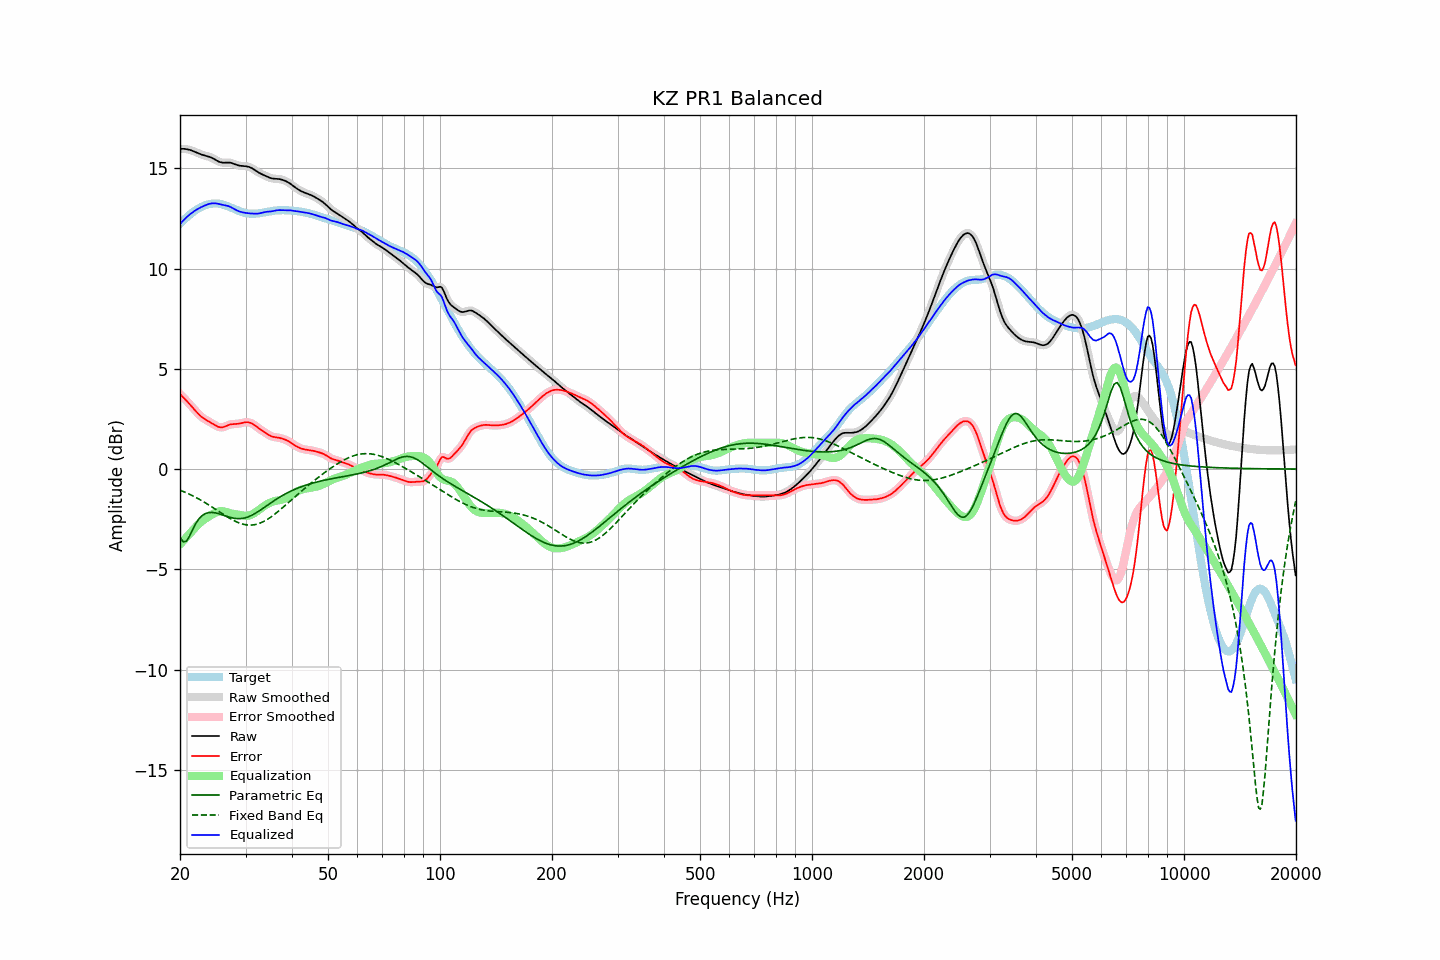 KZ PR1 Balanced
Amplitude (dBr)
15
10
5
0
−5
−10
−15
Target
Raw Smoothed
Error Smoothed
Raw
Error
Equalization
Parametric Eq
Fixed Band Eq
Equalized
20 50 100 200 500 1000 2000 5000 10000 20000
Frequency (Hz)